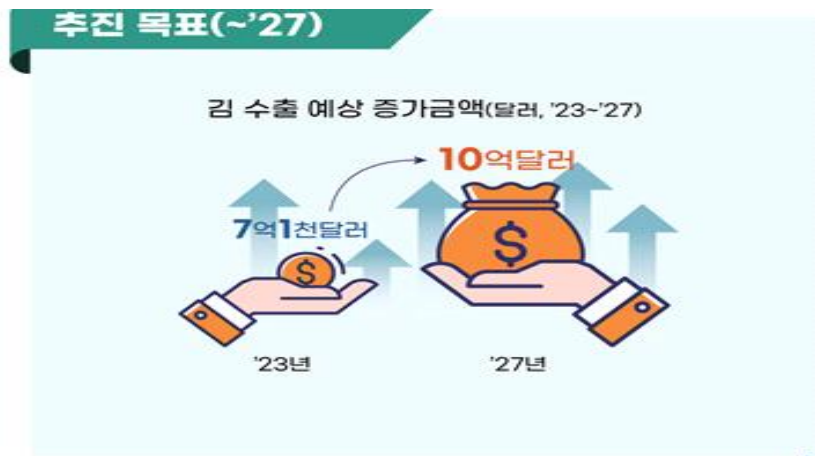 추진 목표(~'27)
김 수출 예상 증가금액(달러, '23~'27)
10억달러
7억1천달러
$
$
'23년
'27년